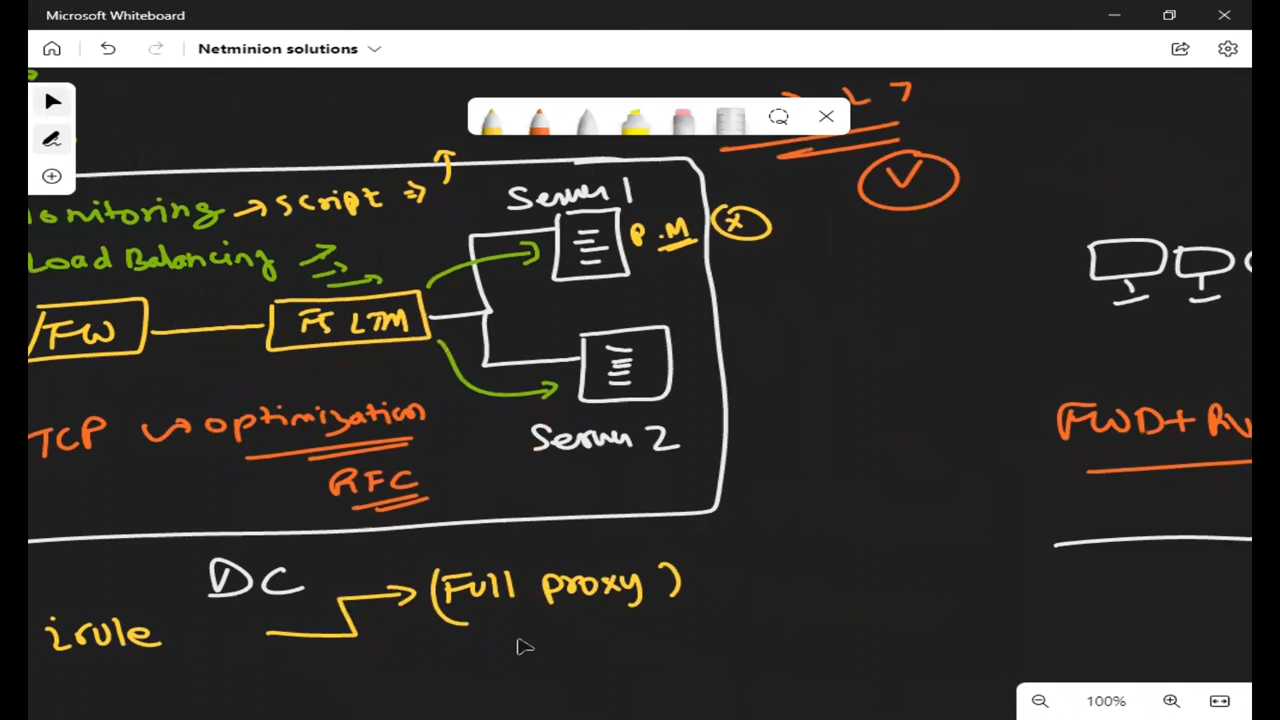 Microsoft Whiteboard
Netminion solutions
L 7
Server 1
onitoring → script ⇒
P.M x
Load Balancing
FW
F5 LTM
TCP optimization
RFC
Server 2
FWD+ Rv
DC
(Full proxy)
irule
100%